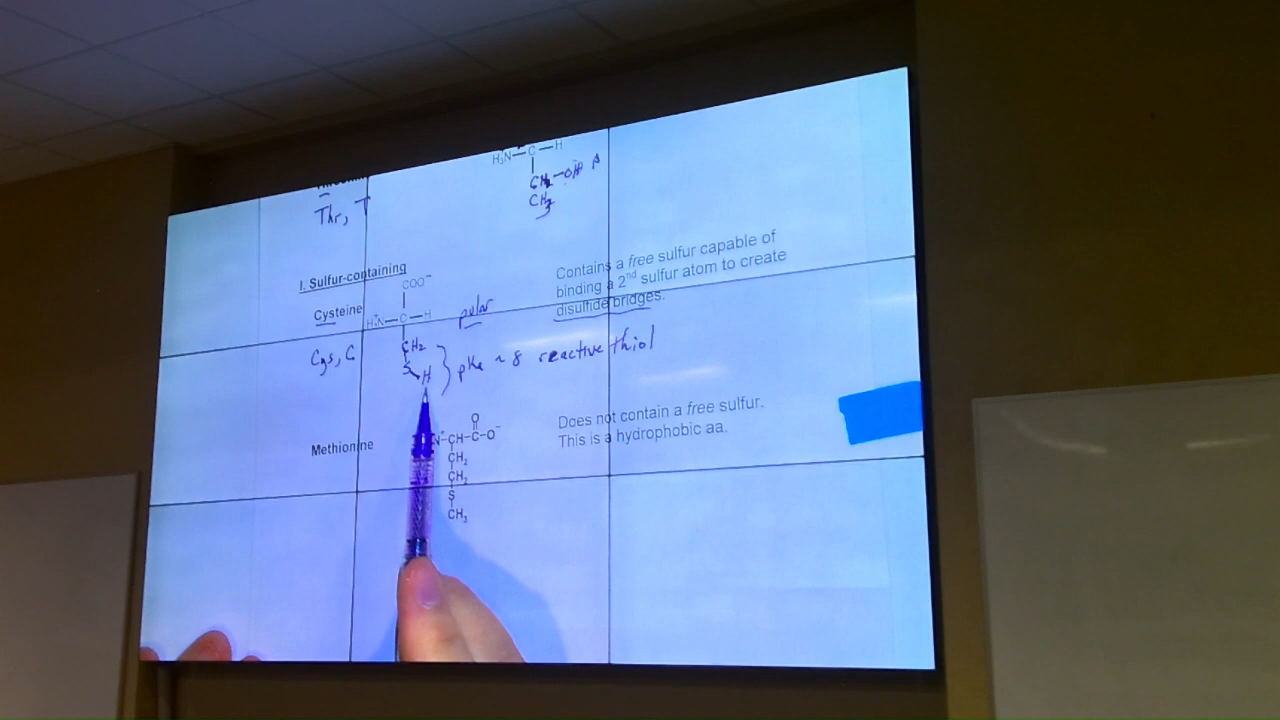 H₃N—C—H
CH₂—OH
CH₃
Thr, T
I. Sulfur-containing
COO⁻
Cysteine
H₃N—C—H
polar
Contains a free sulfur capable of
binding a 2nd sulfur atom to create
disulfide bridges.
Cys, C
CH₂
S
H
pKa ~ 8 reactive thiol
Methionine
O
N⁺-CH-C-O⁻
CH₂
CH₂
S
CH₃
Does not contain a free sulfur.
This is a hydrophobic aa.